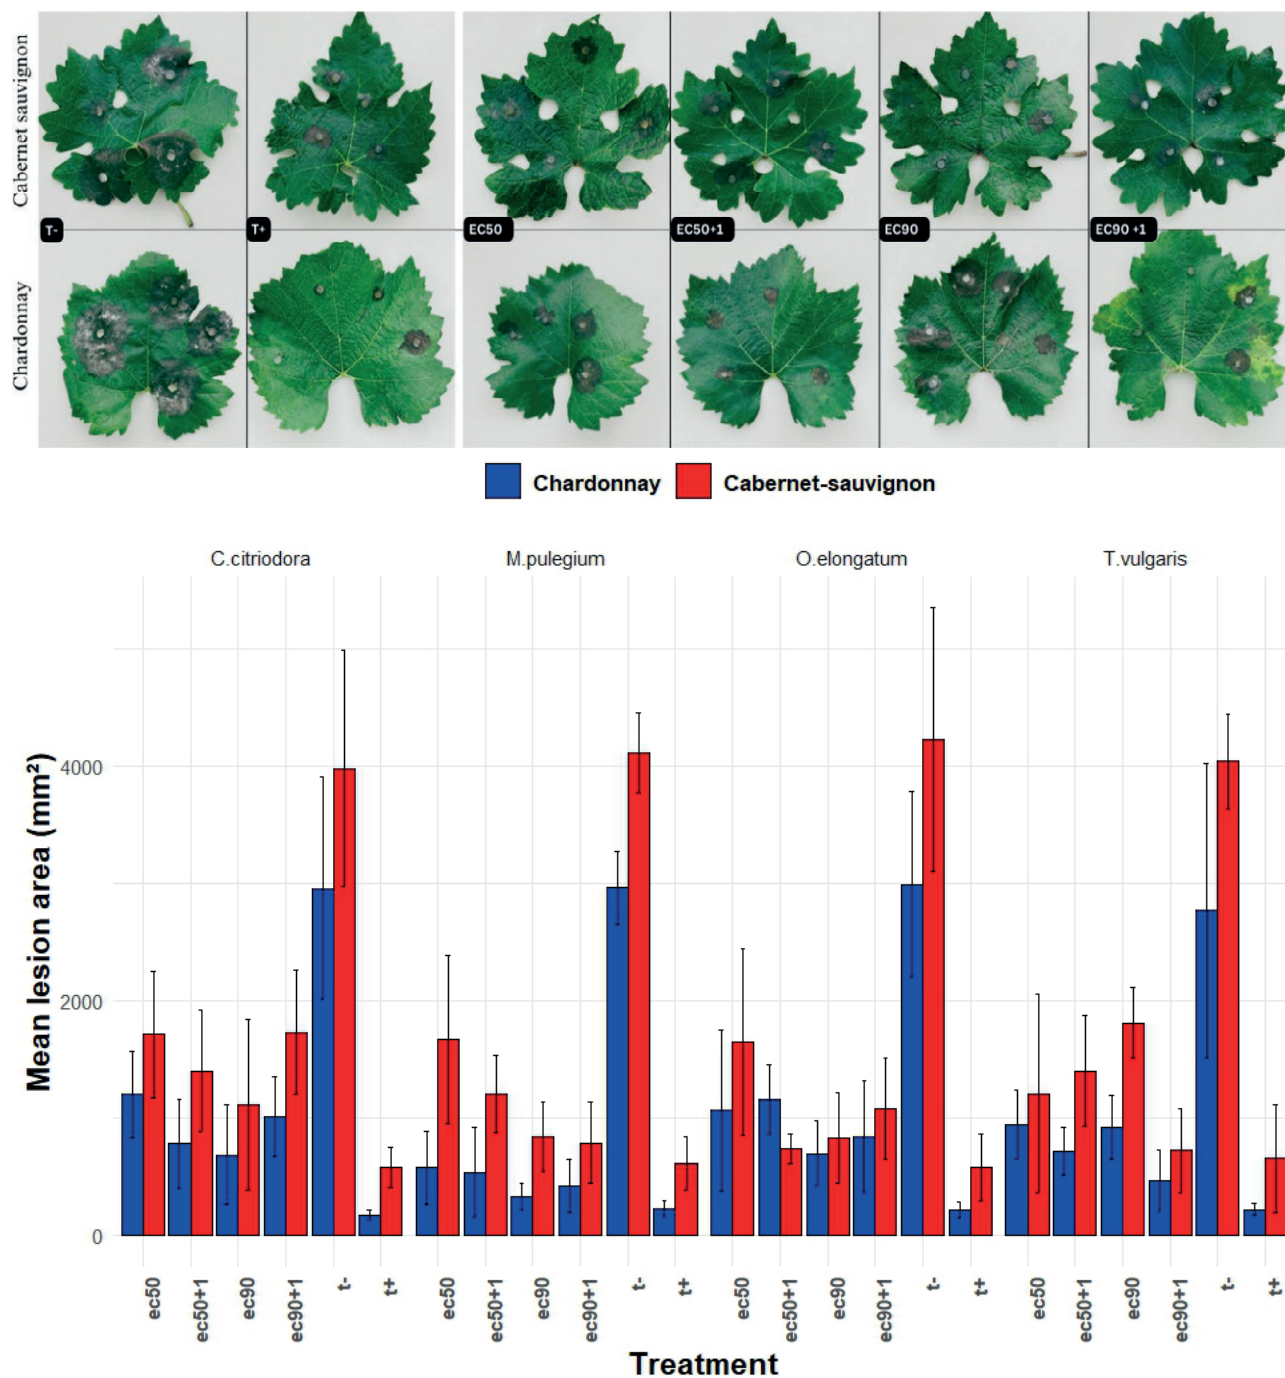 Cabernet sauvignon
T-
T+
EC50
EC50+1
EC90
EC90 +1
Chardonnay
Chardonnay
Cabernet-sauvignon
C.citriodora
M.pulegium
O.elongatum
T.vulgaris
Mean lesion area (mm²)
4000
2000
0
ec50
ec50+1
ec90
ec90+1
t-
t+
ec50
ec50+1
ec90
ec90+1
t-
t+
ec50
ec50+1
ec90
ec90+1
t-
t+
ec50
ec50+1
ec90
ec90+1
t-
t+
Treatment